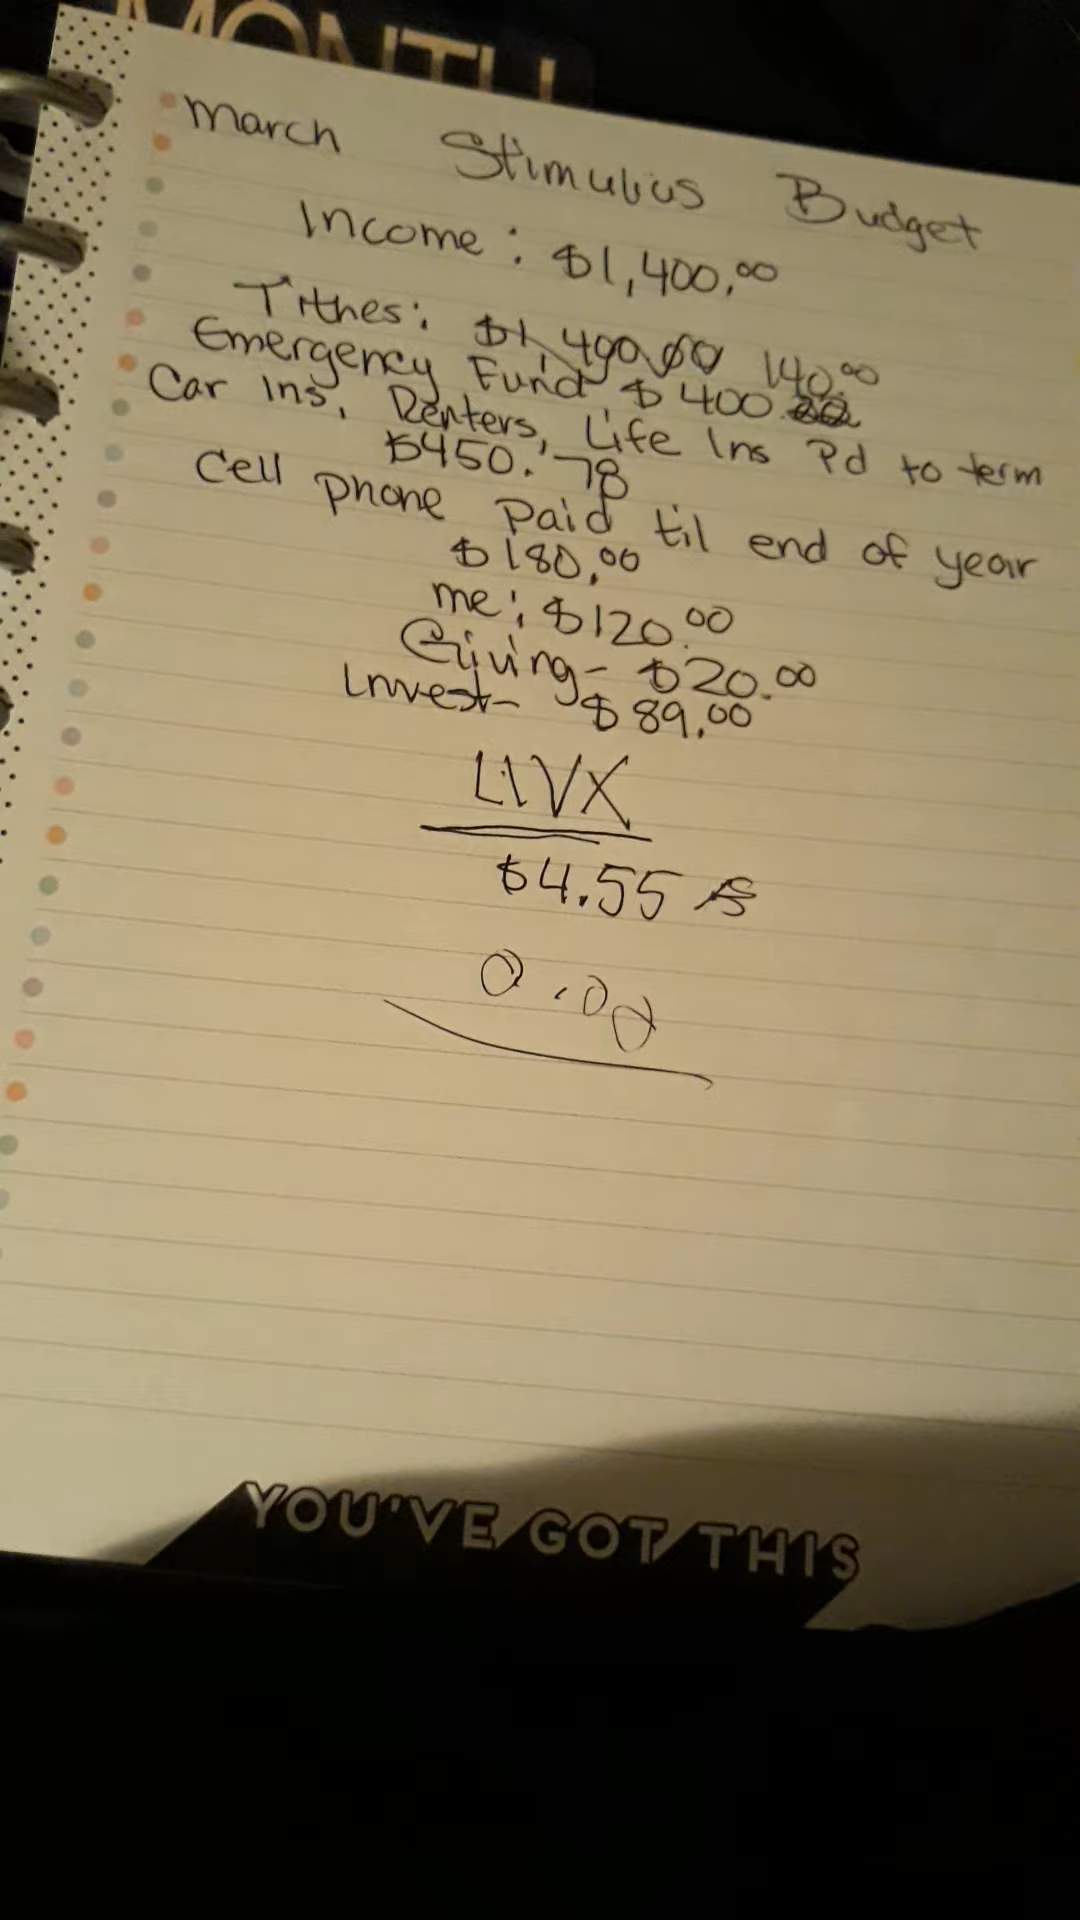 MONTH
March Stimulus Budget
Income: $1,400.00
Tithes: $1,400.00 140.00
Emergency Fund $400.00
Car Ins, Renters, Life Ins Pd to term
$450.78
Cell phone paid til end of year
$180.00
me: $120.00
Giving- $20.00
Invest- $89.00
LIVX
$4.55
0.00
YOU'VE GOT THIS